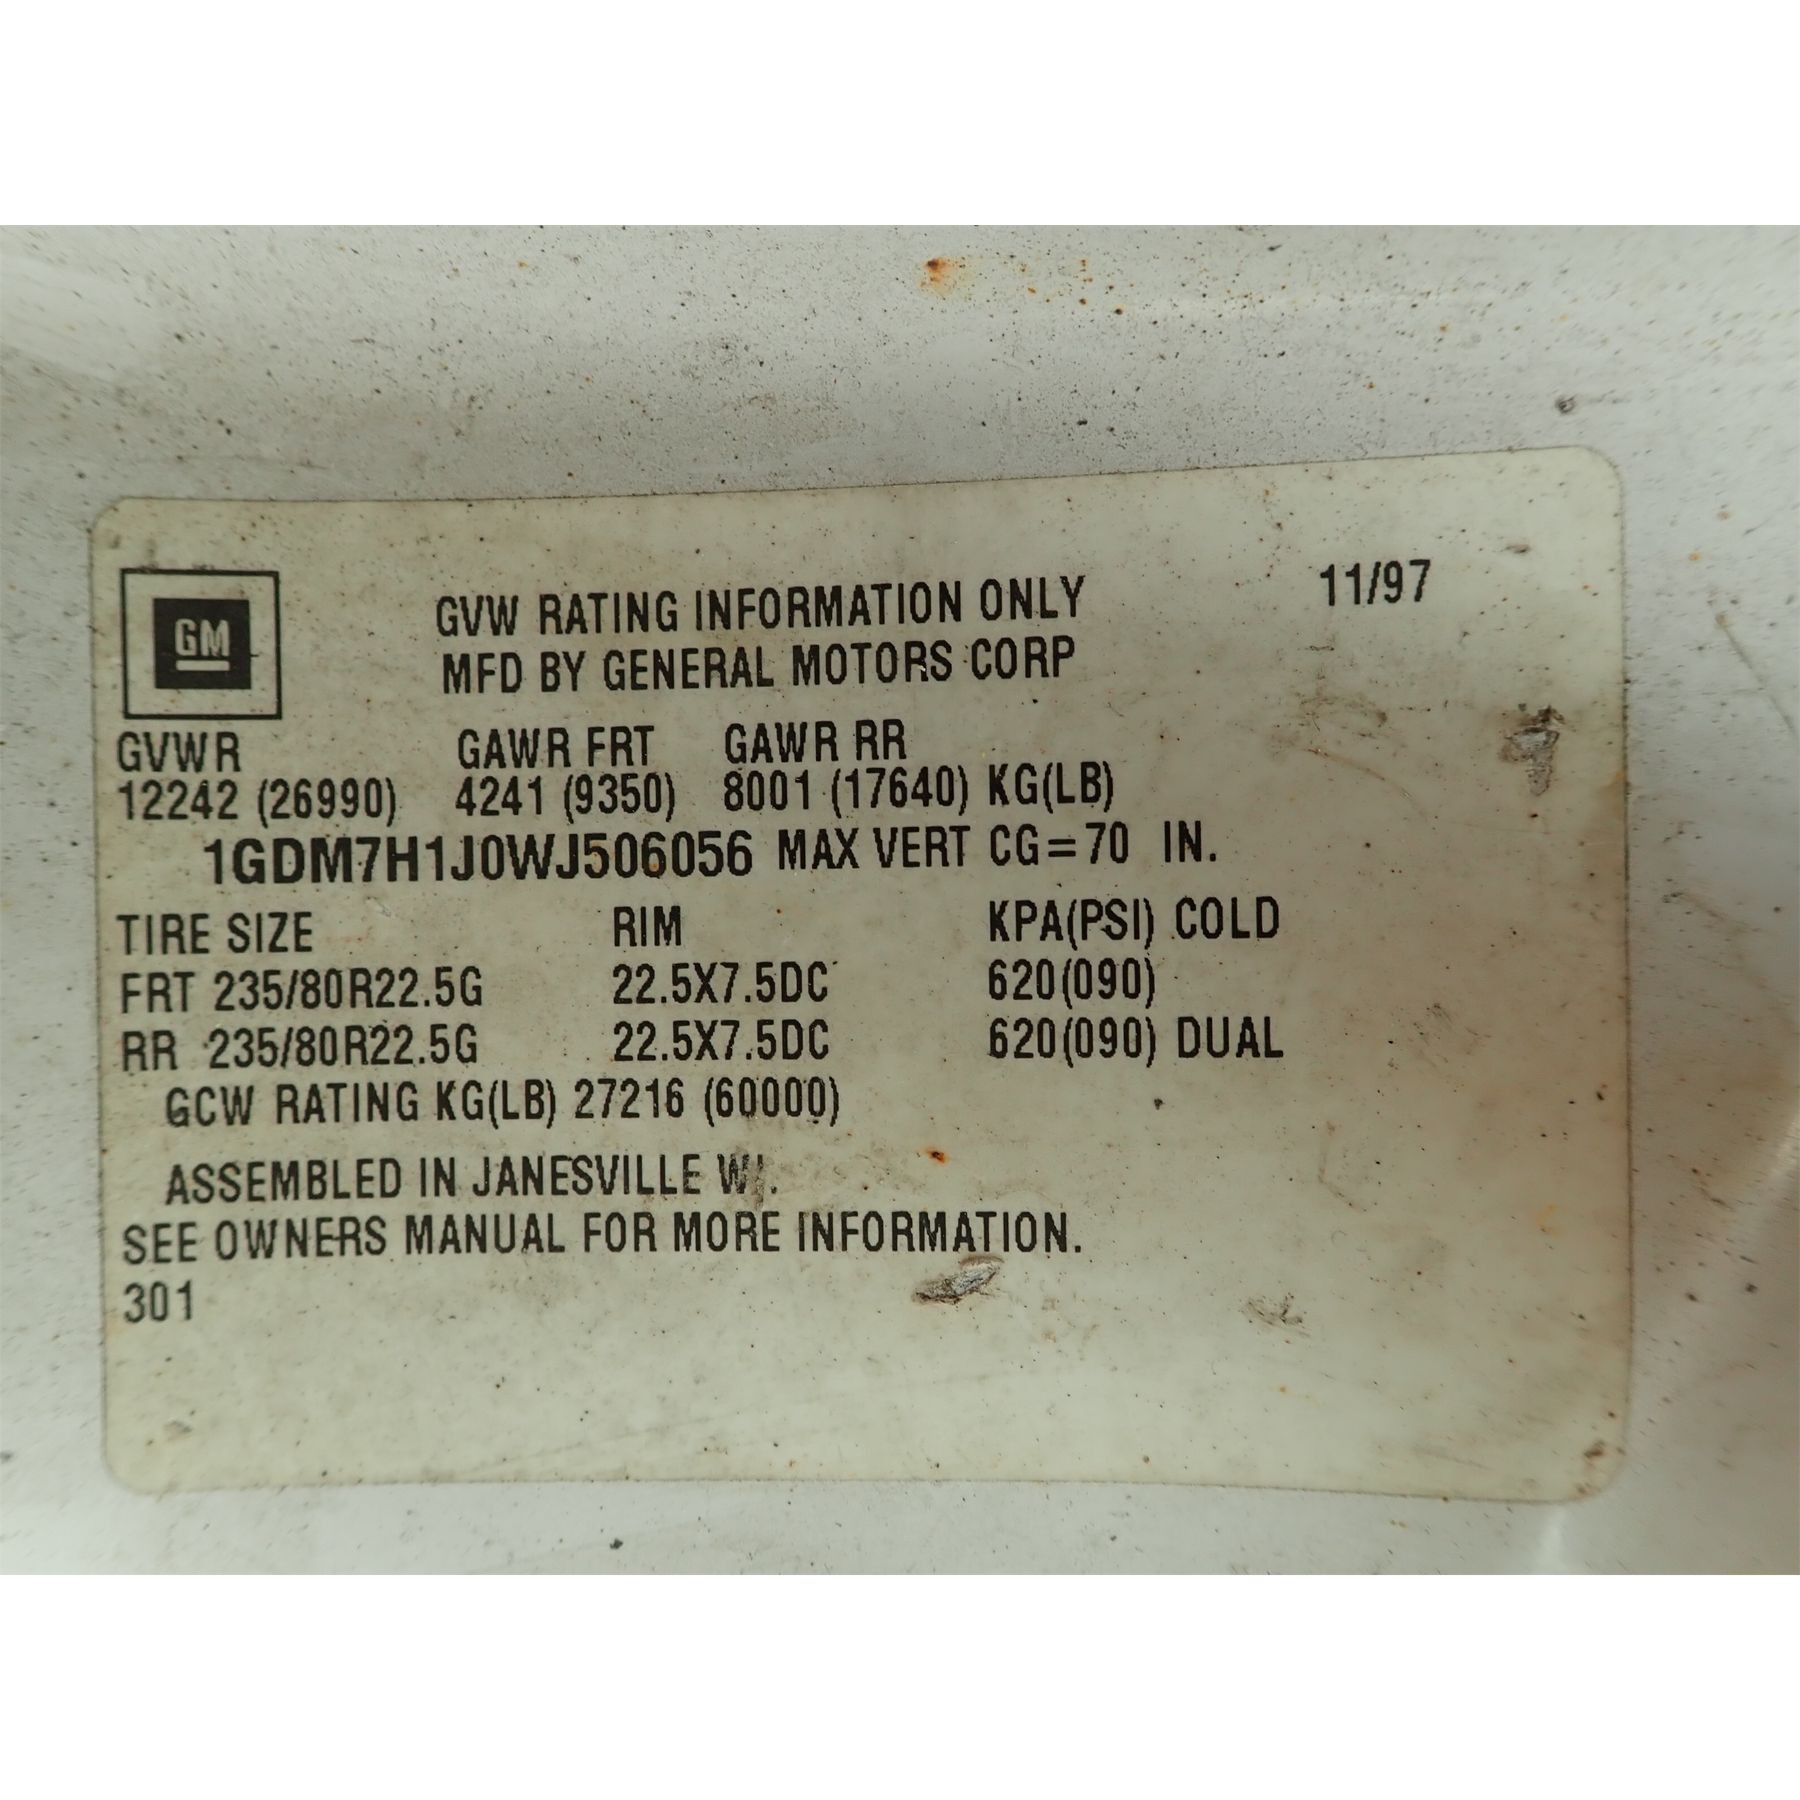 GM
GVW RATING INFORMATION ONLY 11/97
MFD BY GENERAL MOTORS CORP
GVWR GAWR FRT GAWR RR
12242 (26990) 4241 (9350) 8001 (17640) KG(LB)
1GDM7H1J0WJ506056 MAX VERT CG=70 IN.
TIRE SIZE RIM KPA(PSI) COLD
FRT 235/80R22.5G 22.5X7.5DC 620(090)
RR 235/80R22.5G 22.5X7.5DC 620(090) DUAL
GCW RATING KG(LB) 27216 (60000)
ASSEMBLED IN JANESVILLE WI.
SEE OWNERS MANUAL FOR MORE INFORMATION.
301